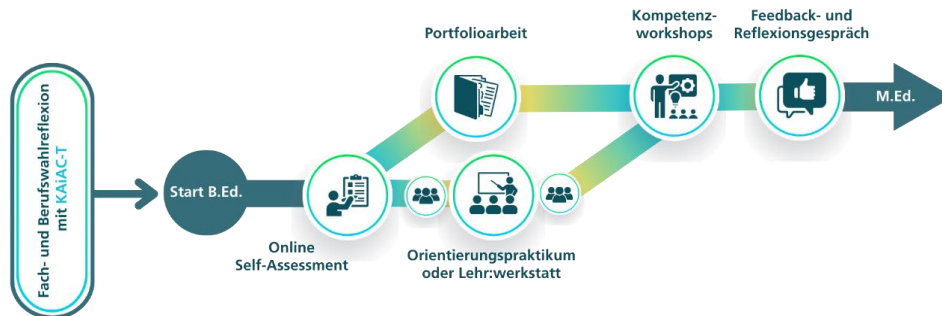 Fach- und Berufswahlreflexion
mit KAiAC-T
Start B.Ed.
Online
Self-Assessment
Portfolioarbeit
Orientierungspraktikum
oder Lehr:werkstatt
Kompetenz-
workshops
Feedback- und
Reflexionsgespräch
M.Ed.